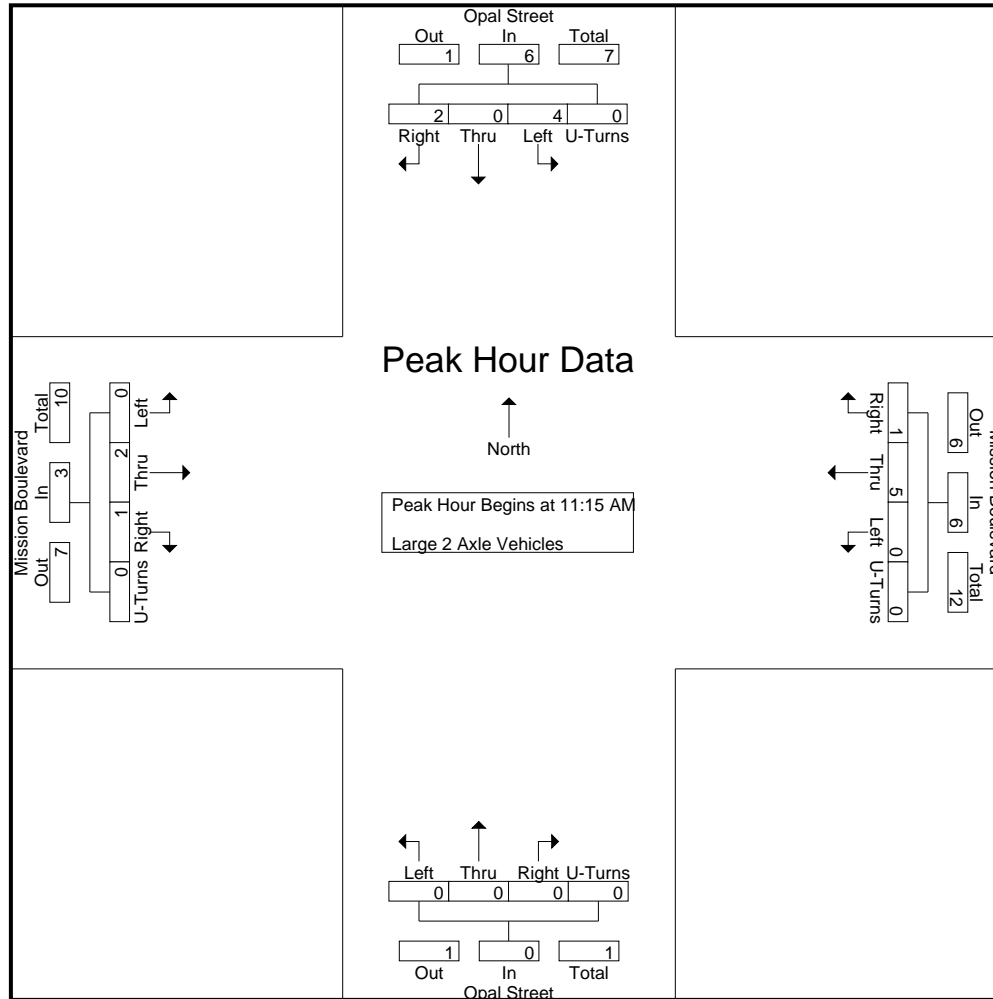 Opal Street
Out In Total
1 6 7
2 0 4 0
Right Thru Left U-Turns
Peak Hour Data
North
Peak Hour Begins at 11:15 AM
Large 2 Axle Vehicles
Mission Boulevard
Total In Out
10 3 7
0 2 1 0
Left Thru Right U-Turns
Mission Boulevard
Out In Total
6 6 12
1 5 0 0
Right Thru Left U-Turns
Left Thru Right U-Turns
0 0 0 0
1 0 1
Out In Total
Opal Street